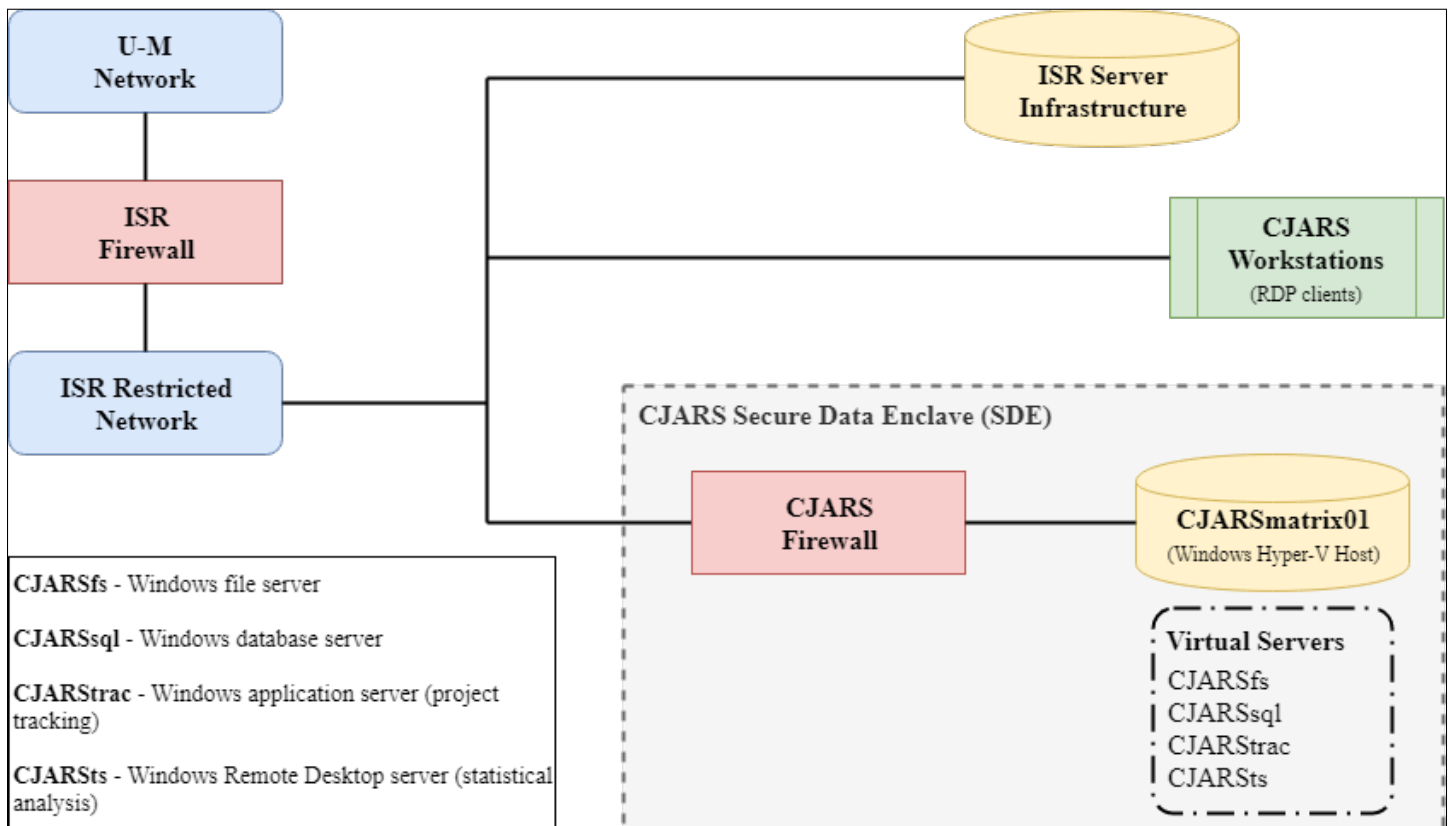 U-M
Network
ISR Server
Infrastructure
ISR
Firewall
CJARS
Workstations
(RDP clients)
ISR Restricted
Network
CJARS Secure Data Enclave (SDE)
CJARS
Firewall
CJARSmatrix01
(Windows Hyper-V Host)
CJARSfs - Windows file server
CJARSsql - Windows database server
CJARStrac - Windows application server (project
tracking)
CJARSts - Windows Remote Desktop server (statistical
analysis)
Virtual Servers
CJARSfs
CJARSsql
CJARStrac
CJARSts